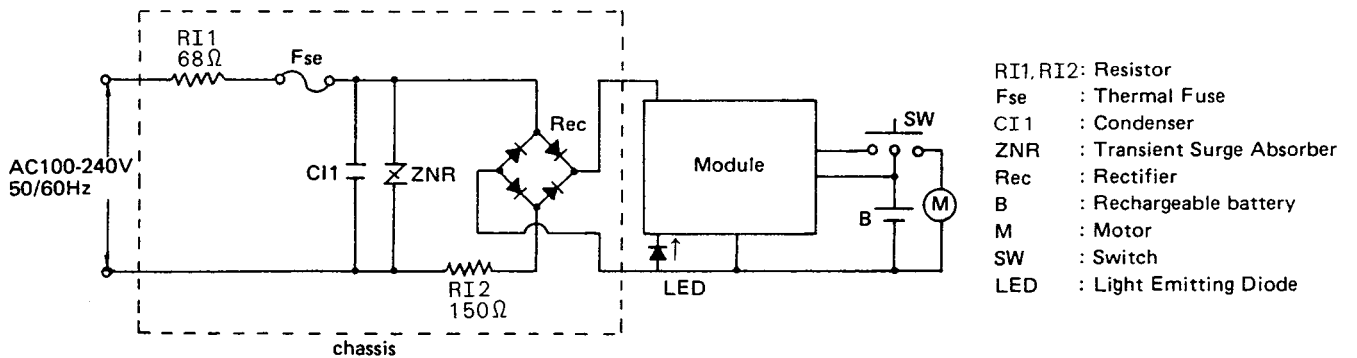 RI1
68Ω
Fse
AC100-240V
50/60Hz
CI1
ZNR
Rec
RI2
150Ω
chassis
Module
LED
SW
B
M
RI1, RI2: Resistor
Fse : Thermal Fuse
CI1 : Condenser
ZNR : Transient Surge Absorber
Rec : Rectifier
B : Rechargeable battery
M : Motor
SW : Switch
LED : Light Emitting Diode